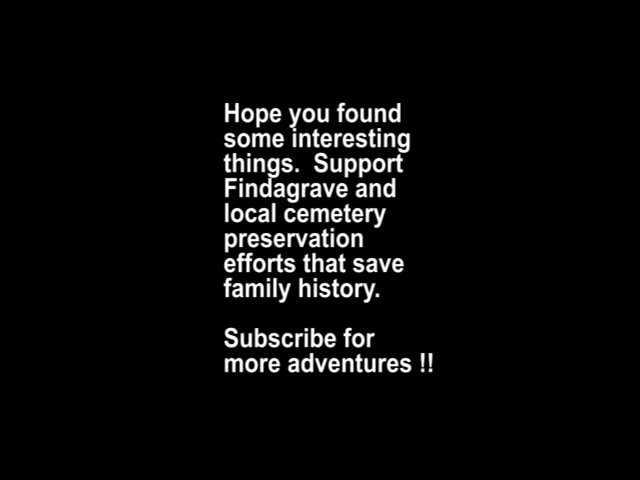 Hope you found
some interesting
things.  Support
Findagrave and
local cemetery
preservation
efforts that save
family history.

Subscribe for
more adventures !!